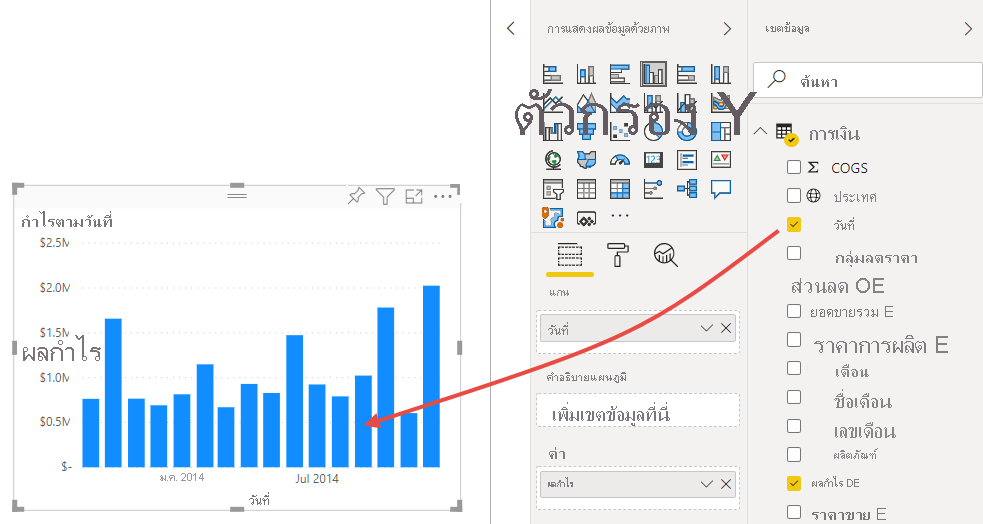 กำไรตามวันที่
$2.5M
$2.0M
$1.5M
ผลกำไร
$1.0M
$0.5M
$-
ม.ค. 2014
Jul 2014
วันที่
การแสดงผลข้อมูลด้วยภาพ
ตัวกรอง Y
123
แกน
วันที่
คำอธิบายแผนภูมิ
เพิ่มเขตข้อมูลที่นี่
ค่า
ผลกำไร
เขตข้อมูล
ค้นหา
การเงิน
Σ COGS
ประเทศ
วันที่
กลุ่มลดราคา
ส่วนลด OE
ยอดขายรวม E
ราคาการผลิต E
เดือน
ชื่อเดือน
เลขเดือน
ผลิตภัณฑ์
ผลกำไร DE
ราคาขาย E